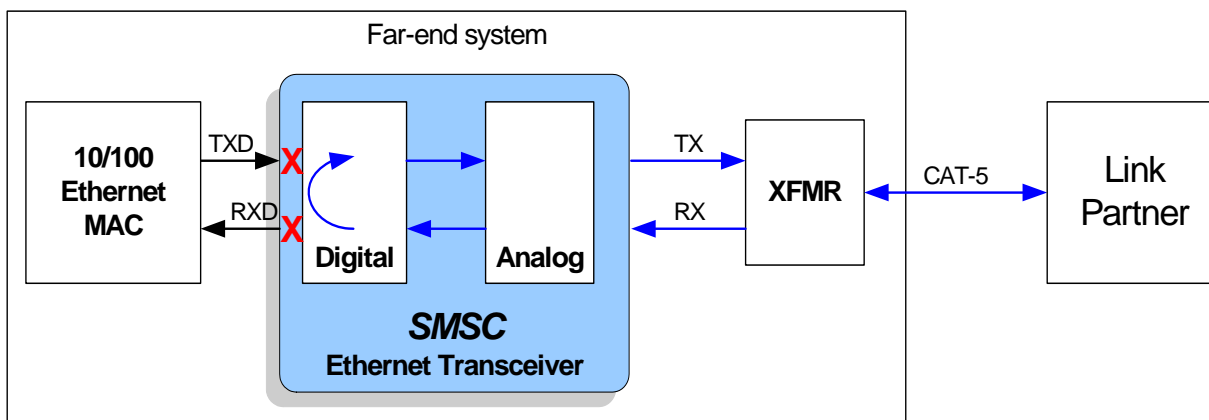 Far-end system
10/100
Ethernet
MAC
TXD
RXD
X
X
Digital
Analog
SMSC
Ethernet Transceiver
TX
RX
XFMR
CAT-5
Link
Partner